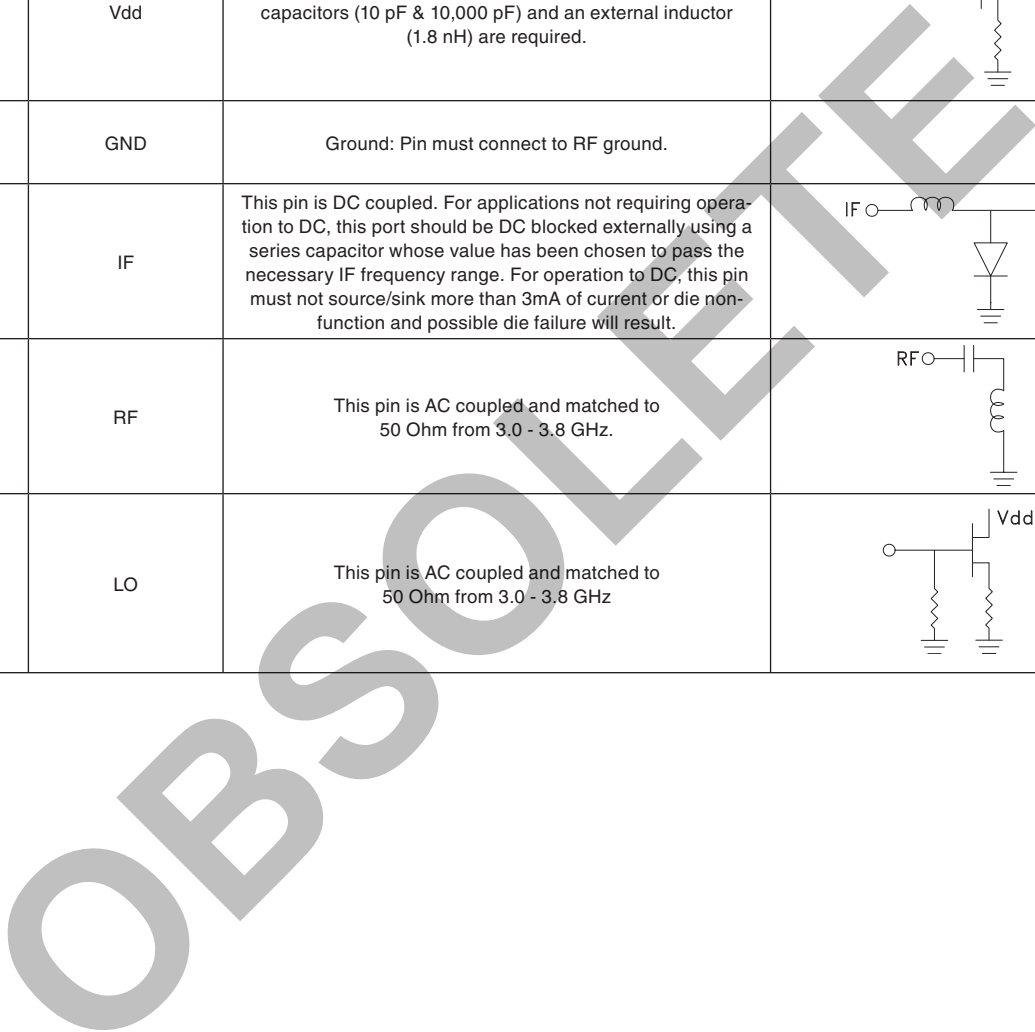 Vdd
capacitors (10 pF & 10,000 pF) and an external inductor
(1.8 nH) are required.
GND
Ground: Pin must connect to RF ground.
IF
This pin is DC coupled. For applications not requiring opera-
tion to DC, this port should be DC blocked externally using a
series capacitor whose value has been chosen to pass the
necessary IF frequency range. For operation to DC, this pin
must not source/sink more than 3mA of current or die non-
function and possible die failure will result.
IF
RF
This pin is AC coupled and matched to
50 Ohm from 3.0 - 3.8 GHz.
RF
LO
This pin is AC coupled and matched to
50 Ohm from 3.0 - 3.8 GHz
Vdd
OBSOLETE